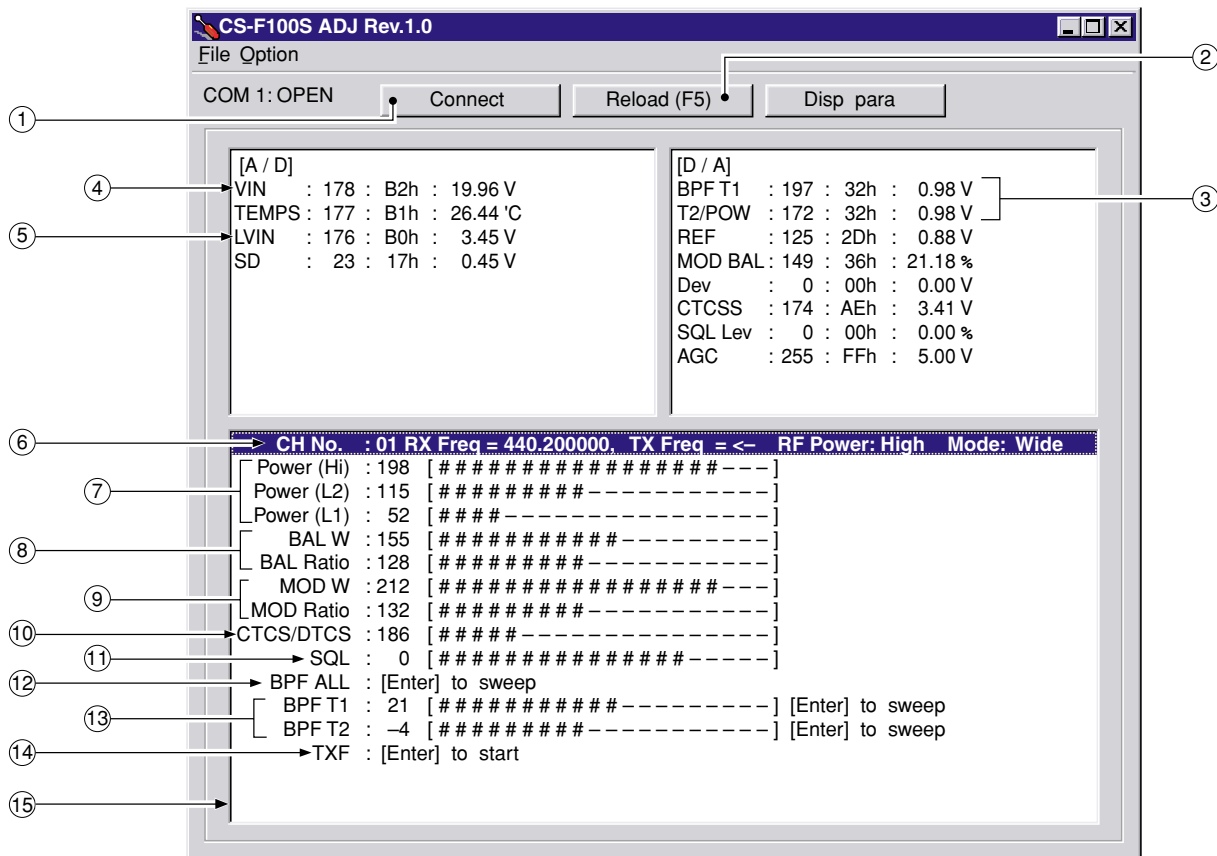 CS-F100S ADJ Rev.1.0
File Option
COM 1: OPEN Connect Reload (F5) Disp para
[A / D]
VIN : 178 : B2h : 19.96 V
TEMPS : 177 : B1h : 26.44 'C
LVIN : 176 : B0h : 3.45 V
SD : 23 : 17h : 0.45 V
[D / A]
BPF T1 : 197 : 32h : 0.98 V
T2/POW : 172 : 32h : 0.98 V
REF : 125 : 2Dh : 0.88 V
MOD BAL : 149 : 36h : 21.18 %
Dev : 0 : 00h : 0.00 V
CTCSS : 174 : AEh : 3.41 V
SQL Lev : 0 : 00h : 0.00 %
AGC : 255 : FFh : 5.00 V
CH No. : 01 RX Freq = 440.200000, TX Freq = <– RF Power: High Mode: Wide
Power (Hi) : 198 [ # # # # # # # # # # # # # # # # # – – – ]
Power (L2) : 115 [ # # # # # # # # # – – – – – – – – – – – ]
Power (L1) : 52 [ # # # # – – – – – – – – – – – – – – – – ]
BAL W : 155 [ # # # # # # # # # # # – – – – – – – – – ]
BAL Ratio : 128 [ # # # # # # # # # – – – – – – – – – – – ]
MOD W : 212 [ # # # # # # # # # # # # # # # # # – – – ]
MOD Ratio : 132 [ # # # # # # # # # – – – – – – – – – – – ]
CTCS/DTCS : 186 [ # # # # # – – – – – – – – – – – – – – – ]
SQL : 0 [ # # # # # # # # # # # # # # # – – – – – ]
BPF ALL : [Enter] to sweep
BPF T1 : 21 [ # # # # # # # # # # # – – – – – – – – – ] [Enter] to sweep
BPF T2 : –4 [ # # # # # # # # # – – – – – – – – – – – ] [Enter] to sweep
TXF : [Enter] to start
1
2
3
4
5
6
7
8
9
10
11
12
13
14
15